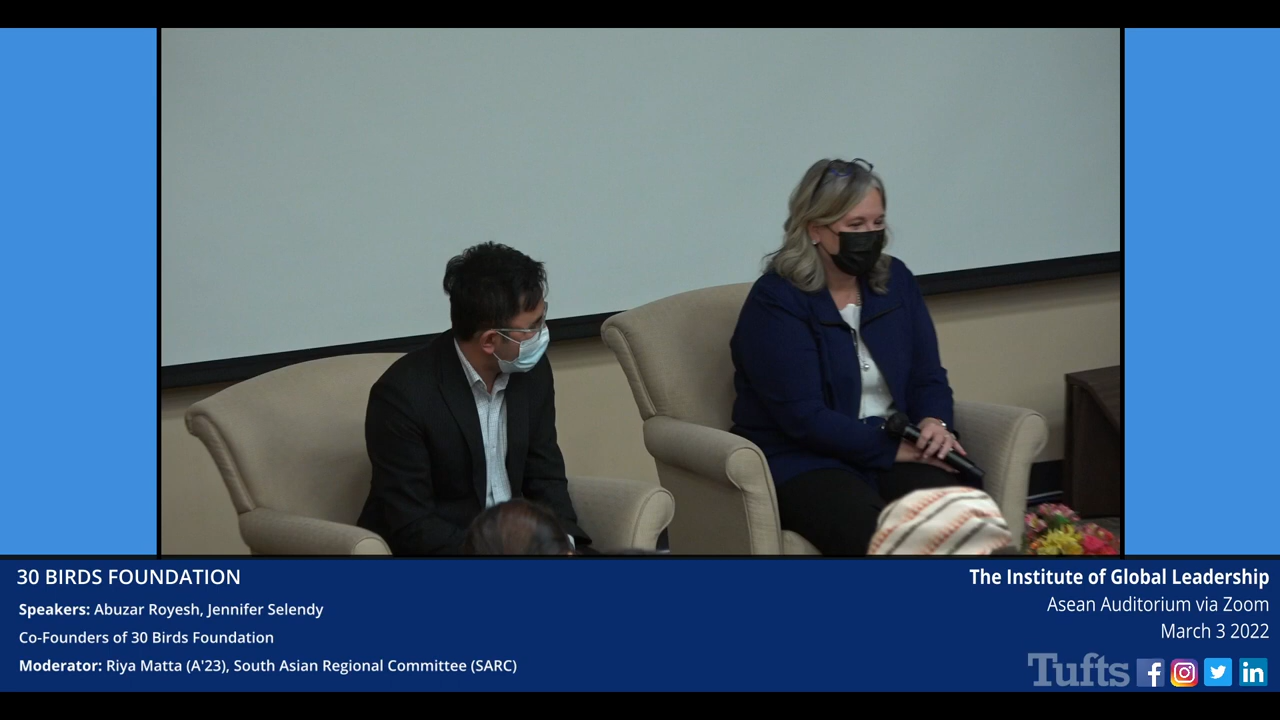 30 BIRDS FOUNDATION
Speakers: Abuzar Royesh, Jennifer Selendy
Co-Founders of 30 Birds Foundation
Moderator: Riya Matta (A'23), South Asian Regional Committee (SARC)
The Institute of Global Leadership
Asean Auditorium via Zoom
March 3 2022
Tufts